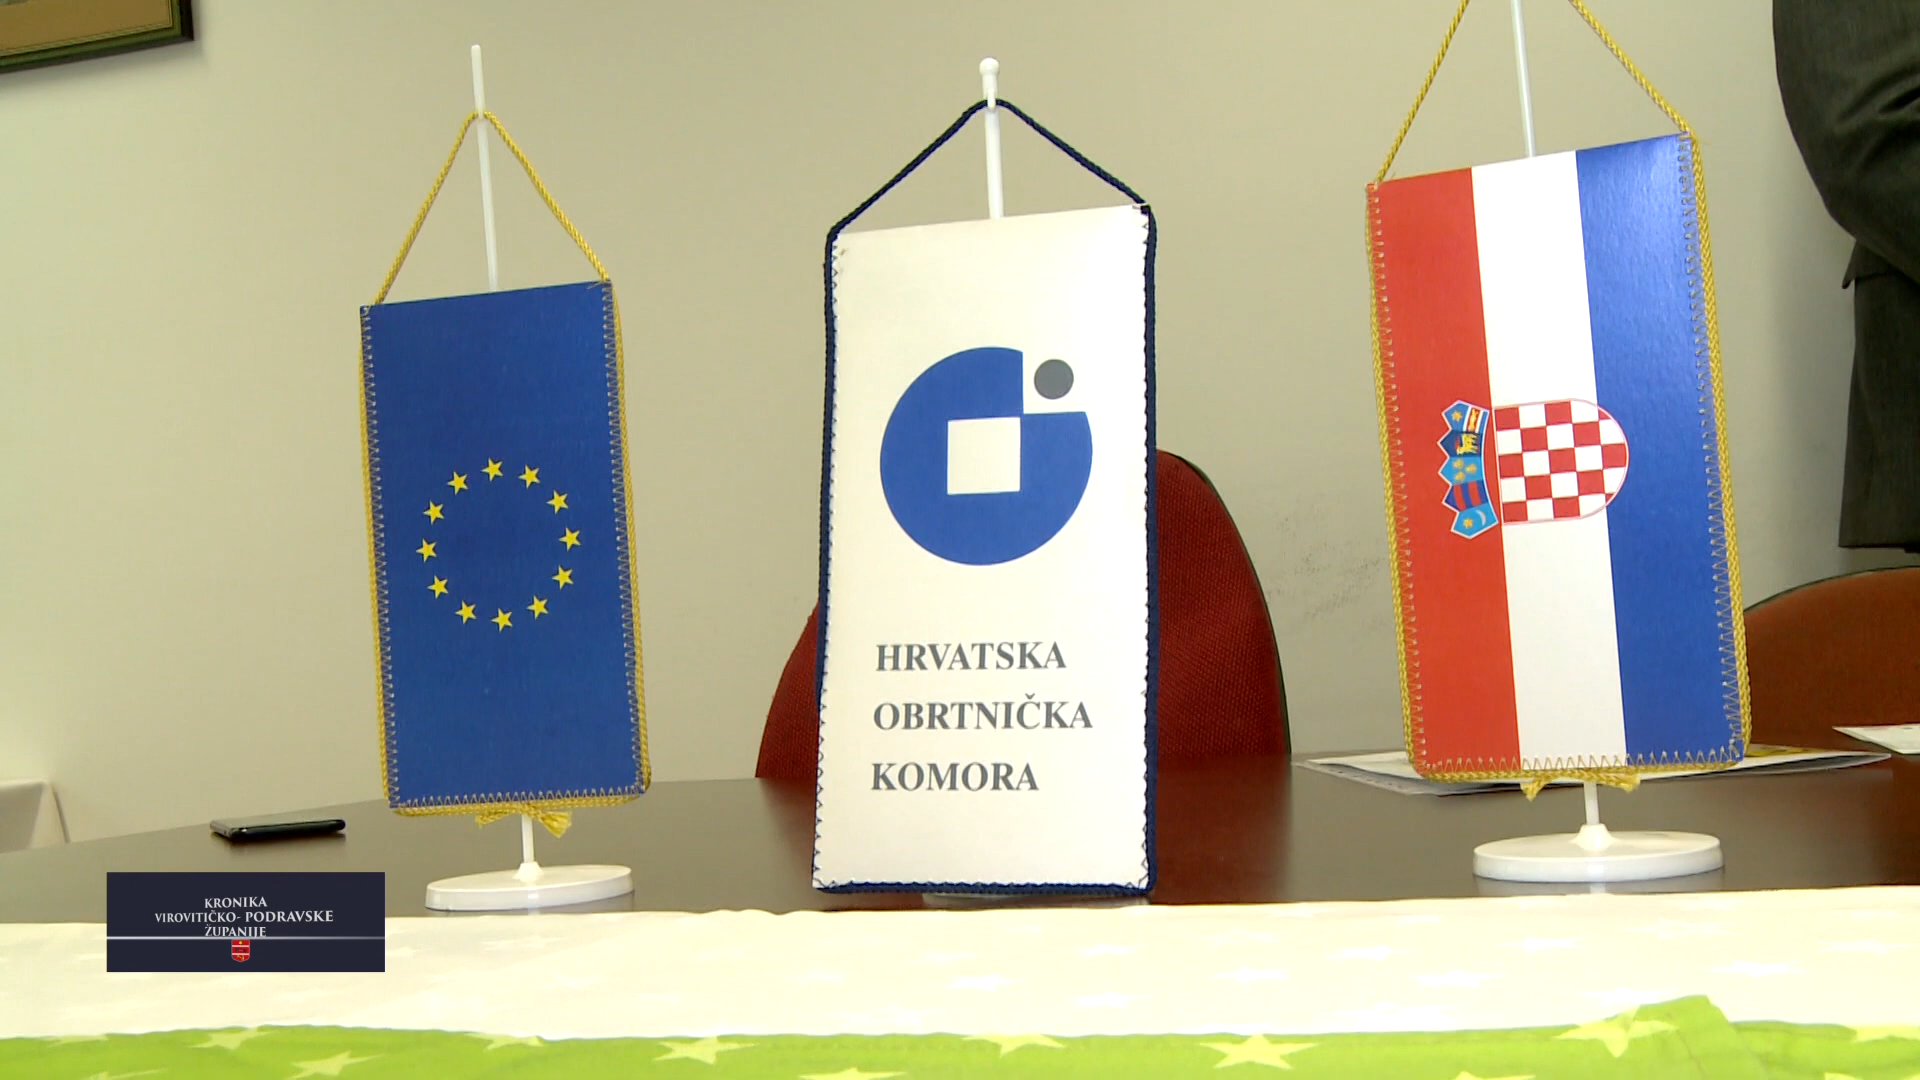 HRVATSKA
OBRTNIČKA
KOMORA
KRONIKA
VIROVITIČKO- PODRAVSKE
ŽUPANIJE